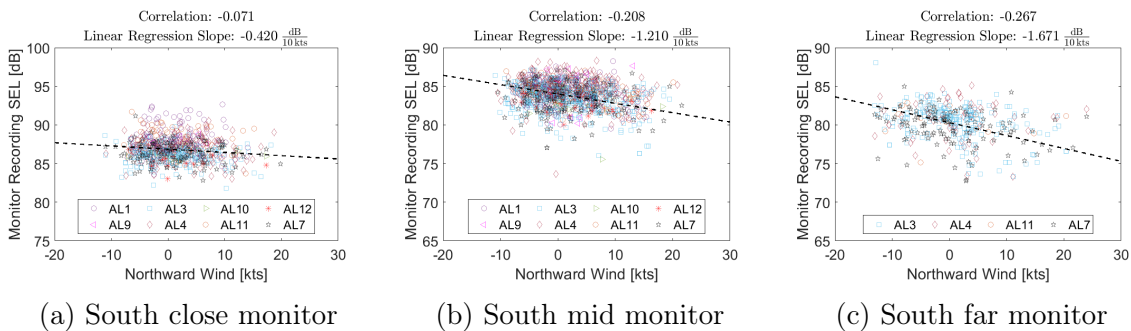 Correlation: -0.071
Linear Regression Slope: -0.420 dB/10 kts
100
95
90
85
80
75
Monitor Recording SEL [dB]
-20 -10 0 10 20 30
Northward Wind [kts]
AL1 AL3 AL10 AL12
AL9 AL4 AL11 AL7
(a) South close monitor
Correlation: -0.208
Linear Regression Slope: -1.210 dB/10 kts
90
85
80
75
70
65
Monitor Recording SEL [dB]
-20 -10 0 10 20 30
Northward Wind [kts]
AL1 AL3 AL10 AL12
AL9 AL4 AL11 AL7
(b) South mid monitor
Correlation: -0.267
Linear Regression Slope: -1.671 dB/10 kts
90
85
80
75
70
65
Monitor Recording SEL [dB]
-20 -10 0 10 20 30
Northward Wind [kts]
AL3 AL4 AL11 AL7
(c) South far monitor